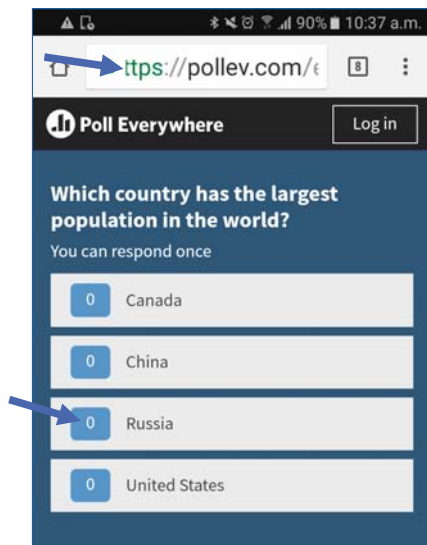 90% 10:37 a.m.
ttps://pollev.com/e 8
Poll Everywhere Log in
Which country has the largest
population in the world?
You can respond once
0 Canada
0 China
0 Russia
0 United States